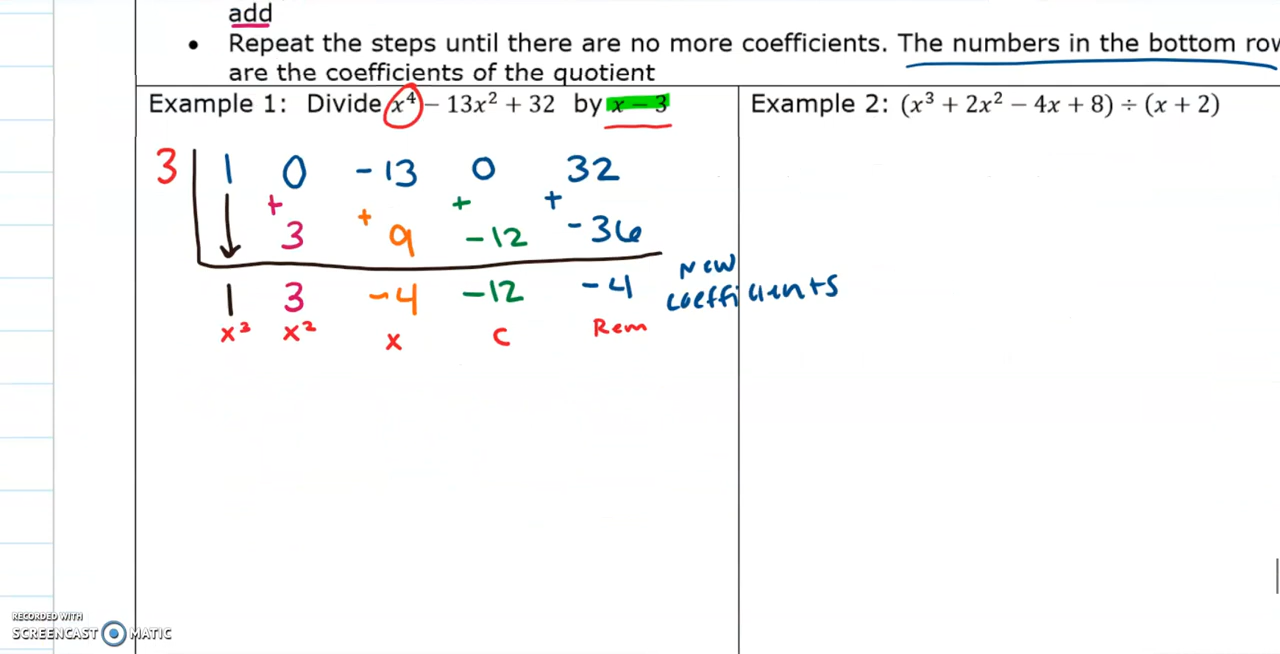 add
• Repeat the steps until there are no more coefficients. The numbers in the bottom row
are the coefficients of the quotient
Example 1: Divide x⁴ − 13x² + 32 by x − 3
Example 2: (x³ + 2x² − 4x + 8) ÷ (x + 2)
3 1 0 -13 0 32
+ + + +
↓ 3 9 -12 -36
New
coefficients
1 3 -4 -12 -4
x³ x² x C Rem
RECORDED WITH
SCREENCAST MATIC